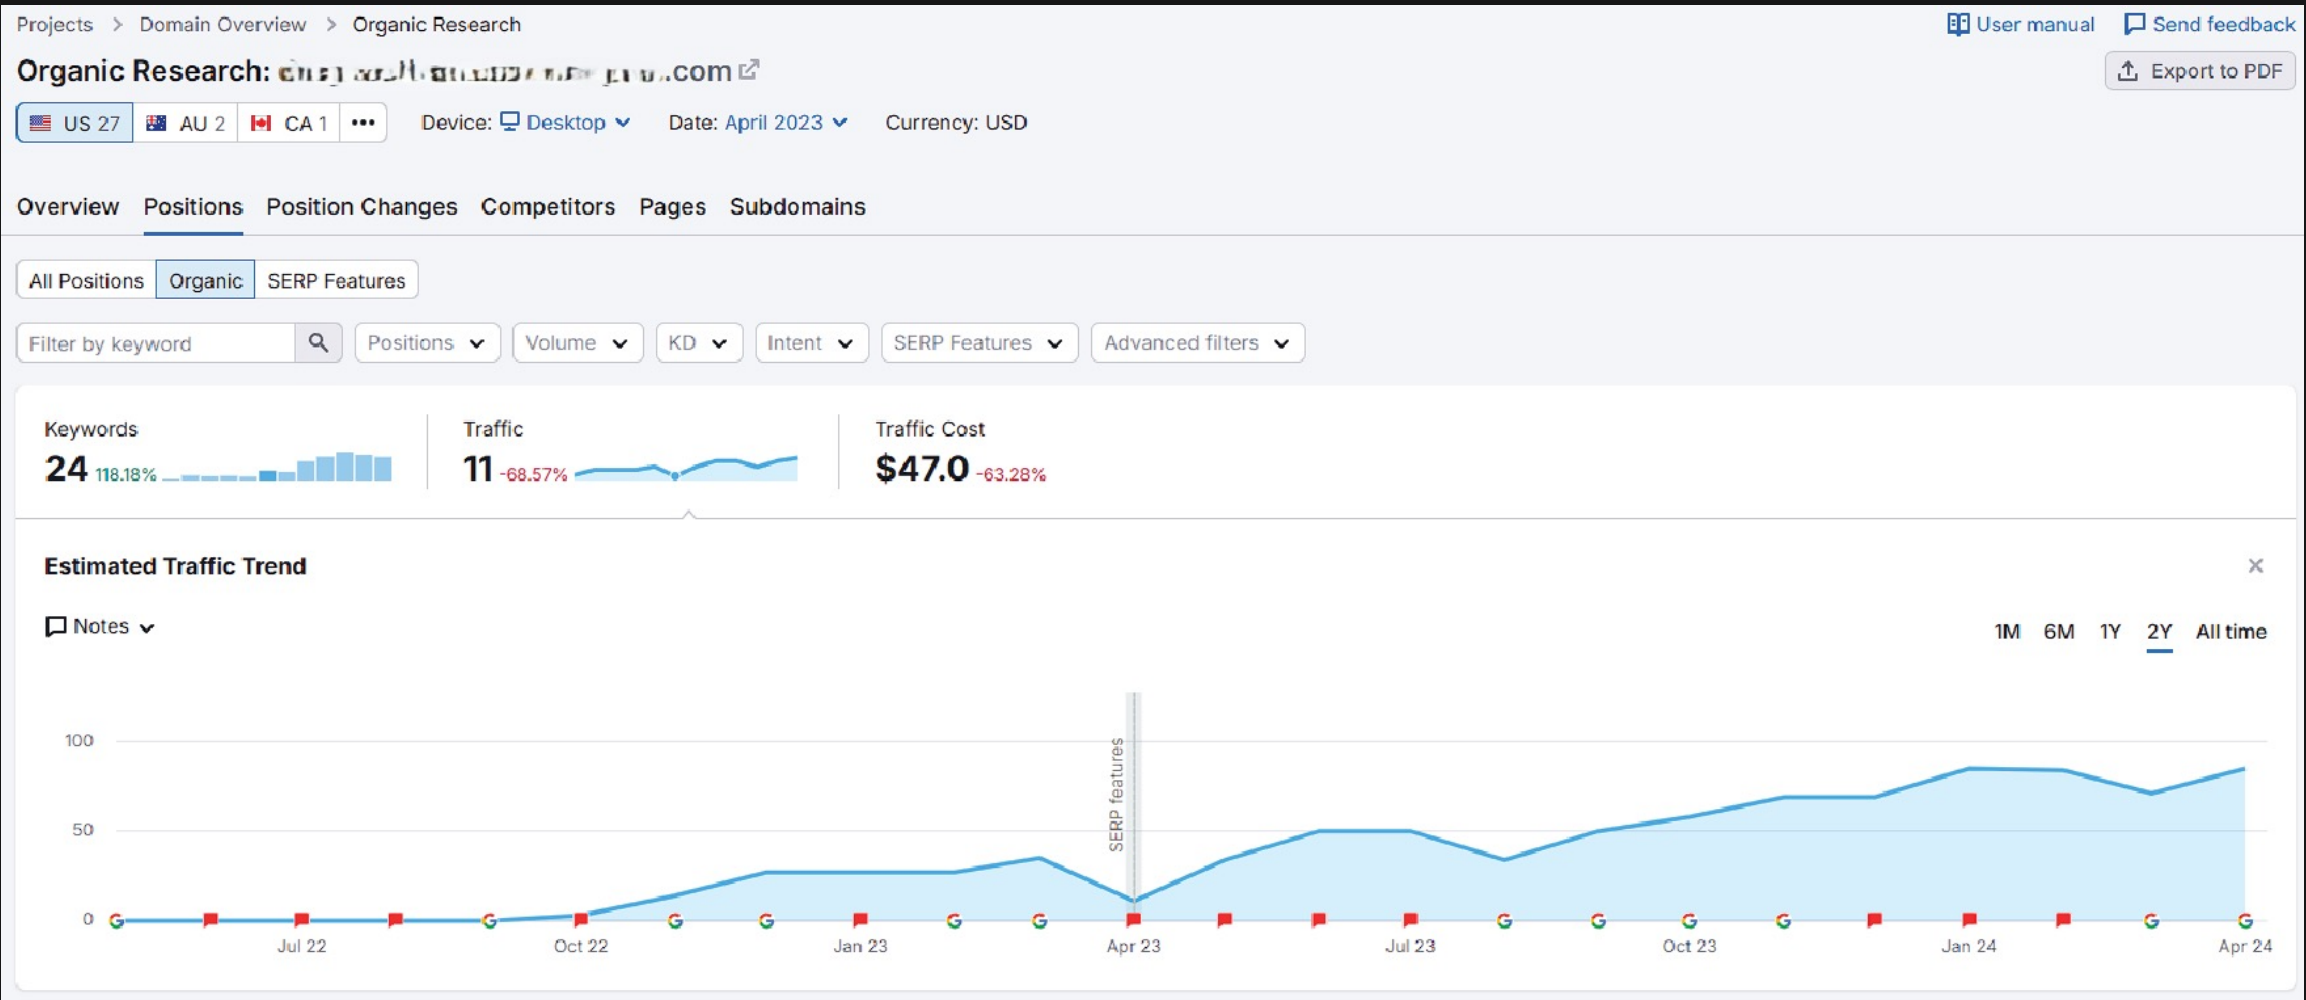 Projects > Domain Overview > Organic Research
User manual
Send feedback
Organic Research: .com
Export to PDF
US 27
AU 2
CA 1
•••
Device: Desktop
Date: April 2023
Currency: USD
Overview
Positions
Position Changes
Competitors
Pages
Subdomains
All Positions
Organic
SERP Features
Filter by keyword
Positions
Volume
KD
Intent
SERP Features
Advanced filters
Keywords
24 118.18%
Traffic
11 -68.57%
Traffic Cost
$47.0 -63.28%
Estimated Traffic Trend
Notes
1M 6M 1Y 2Y All time
100
50
0
SERP features
Jul 22
Oct 22
Jan 23
Apr 23
Jul 23
Oct 23
Jan 24
Apr 24